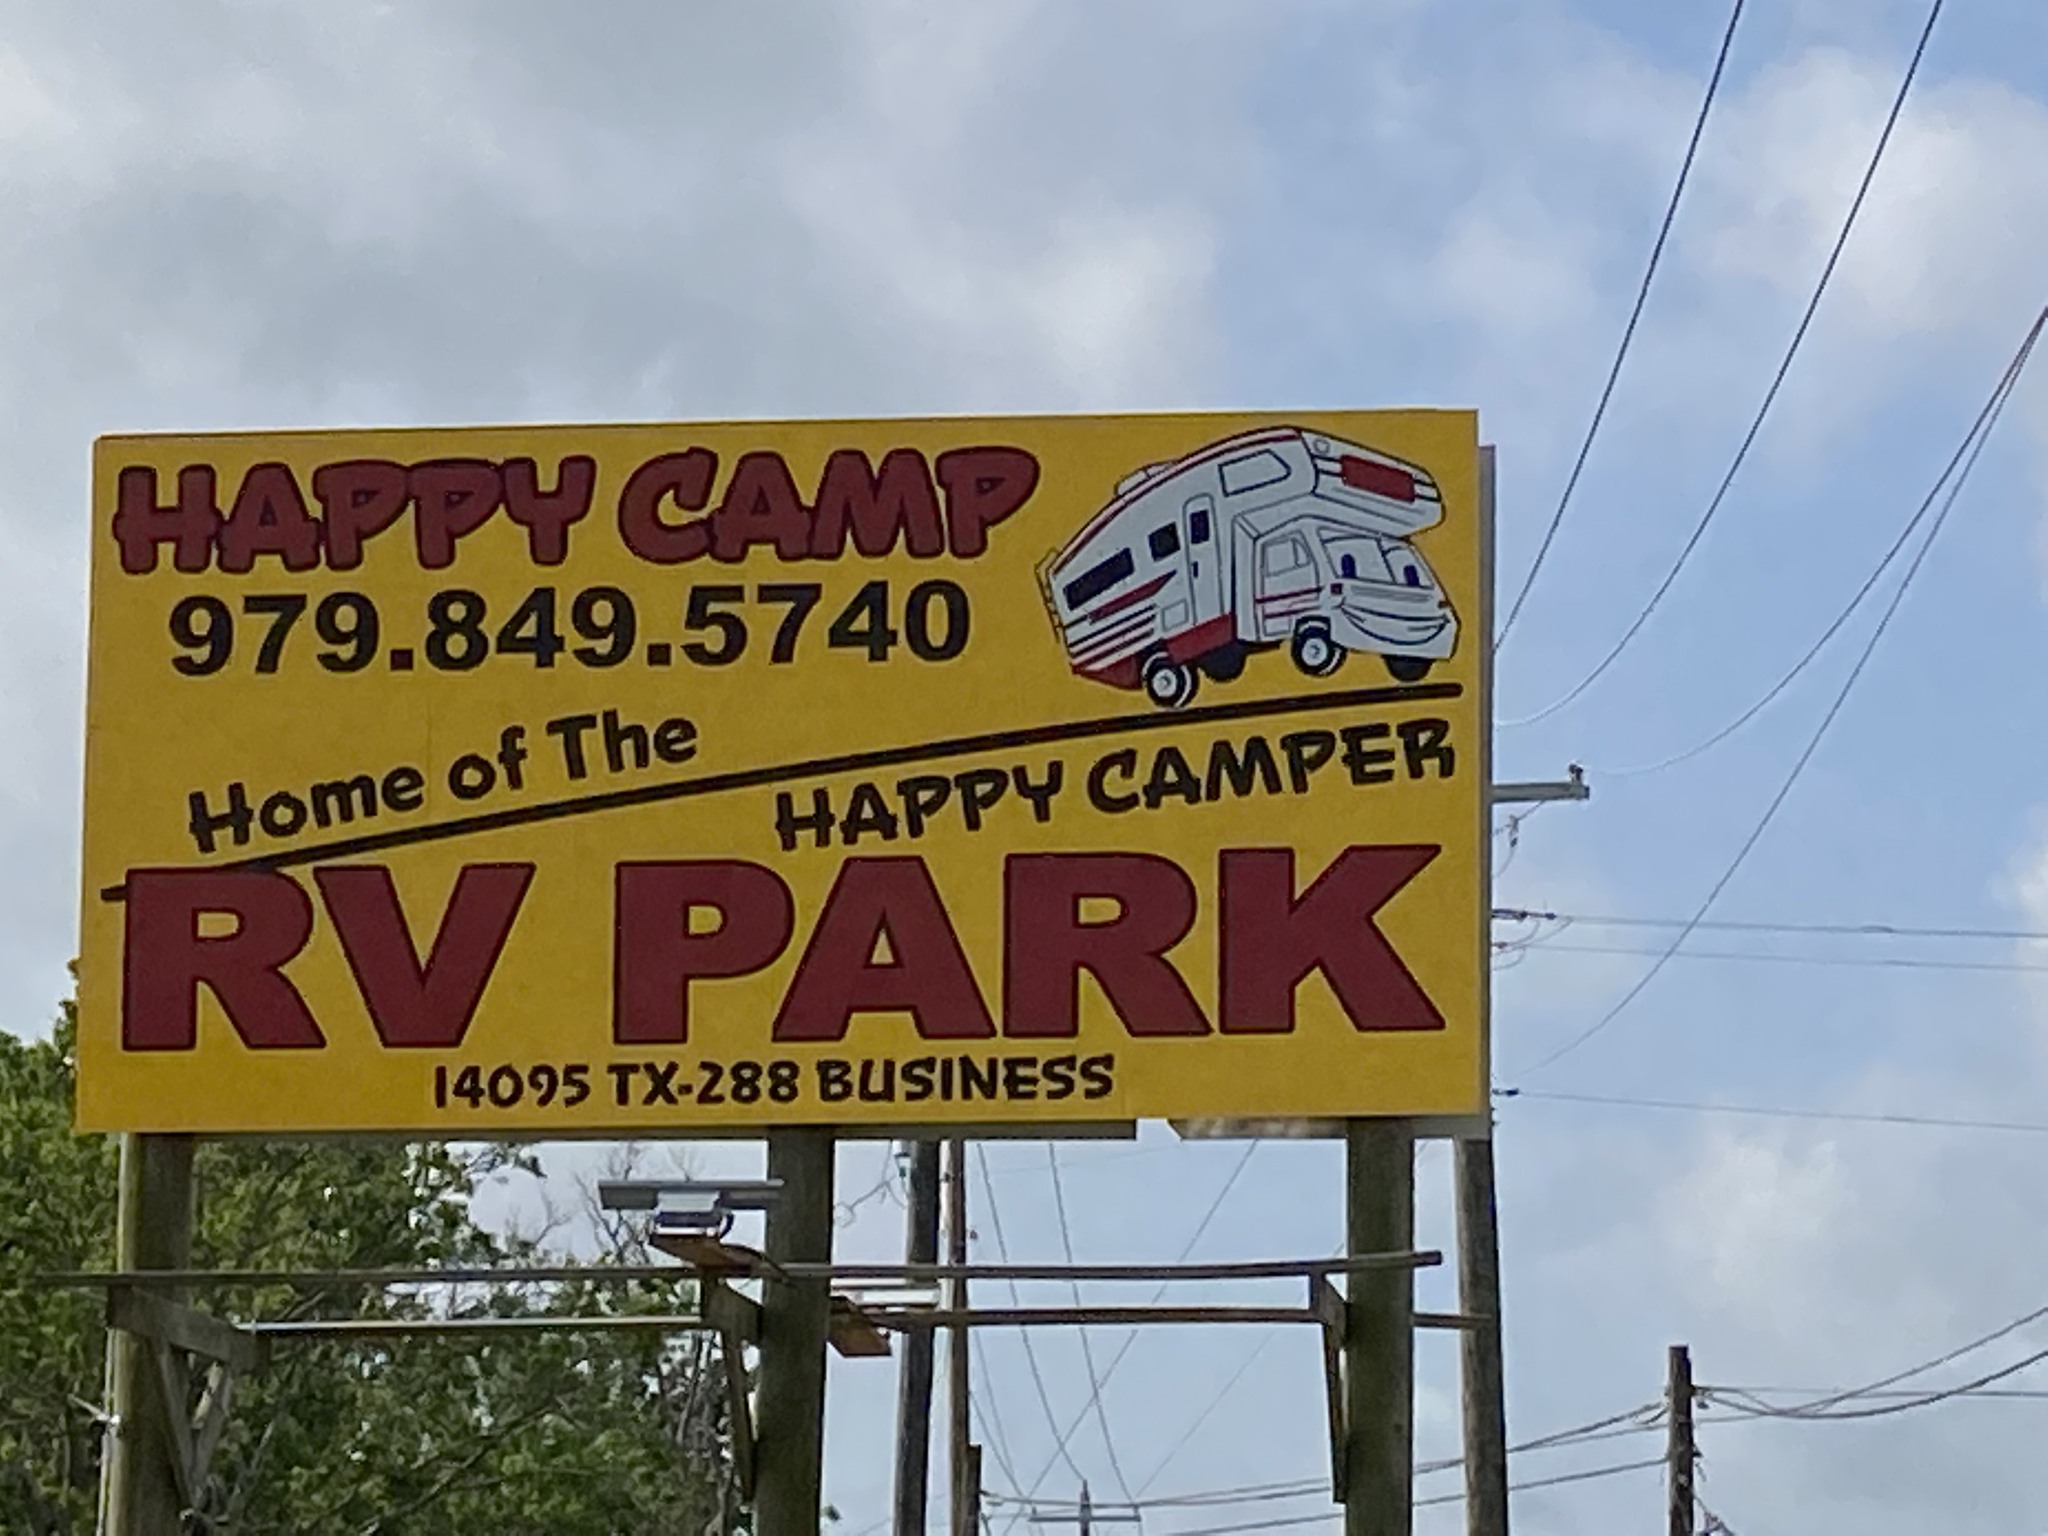 HAPPY CAMP
979.849.5740
Home of The
HAPPY CAMPER
RV PARK
14095 TX-288 BUSINESS